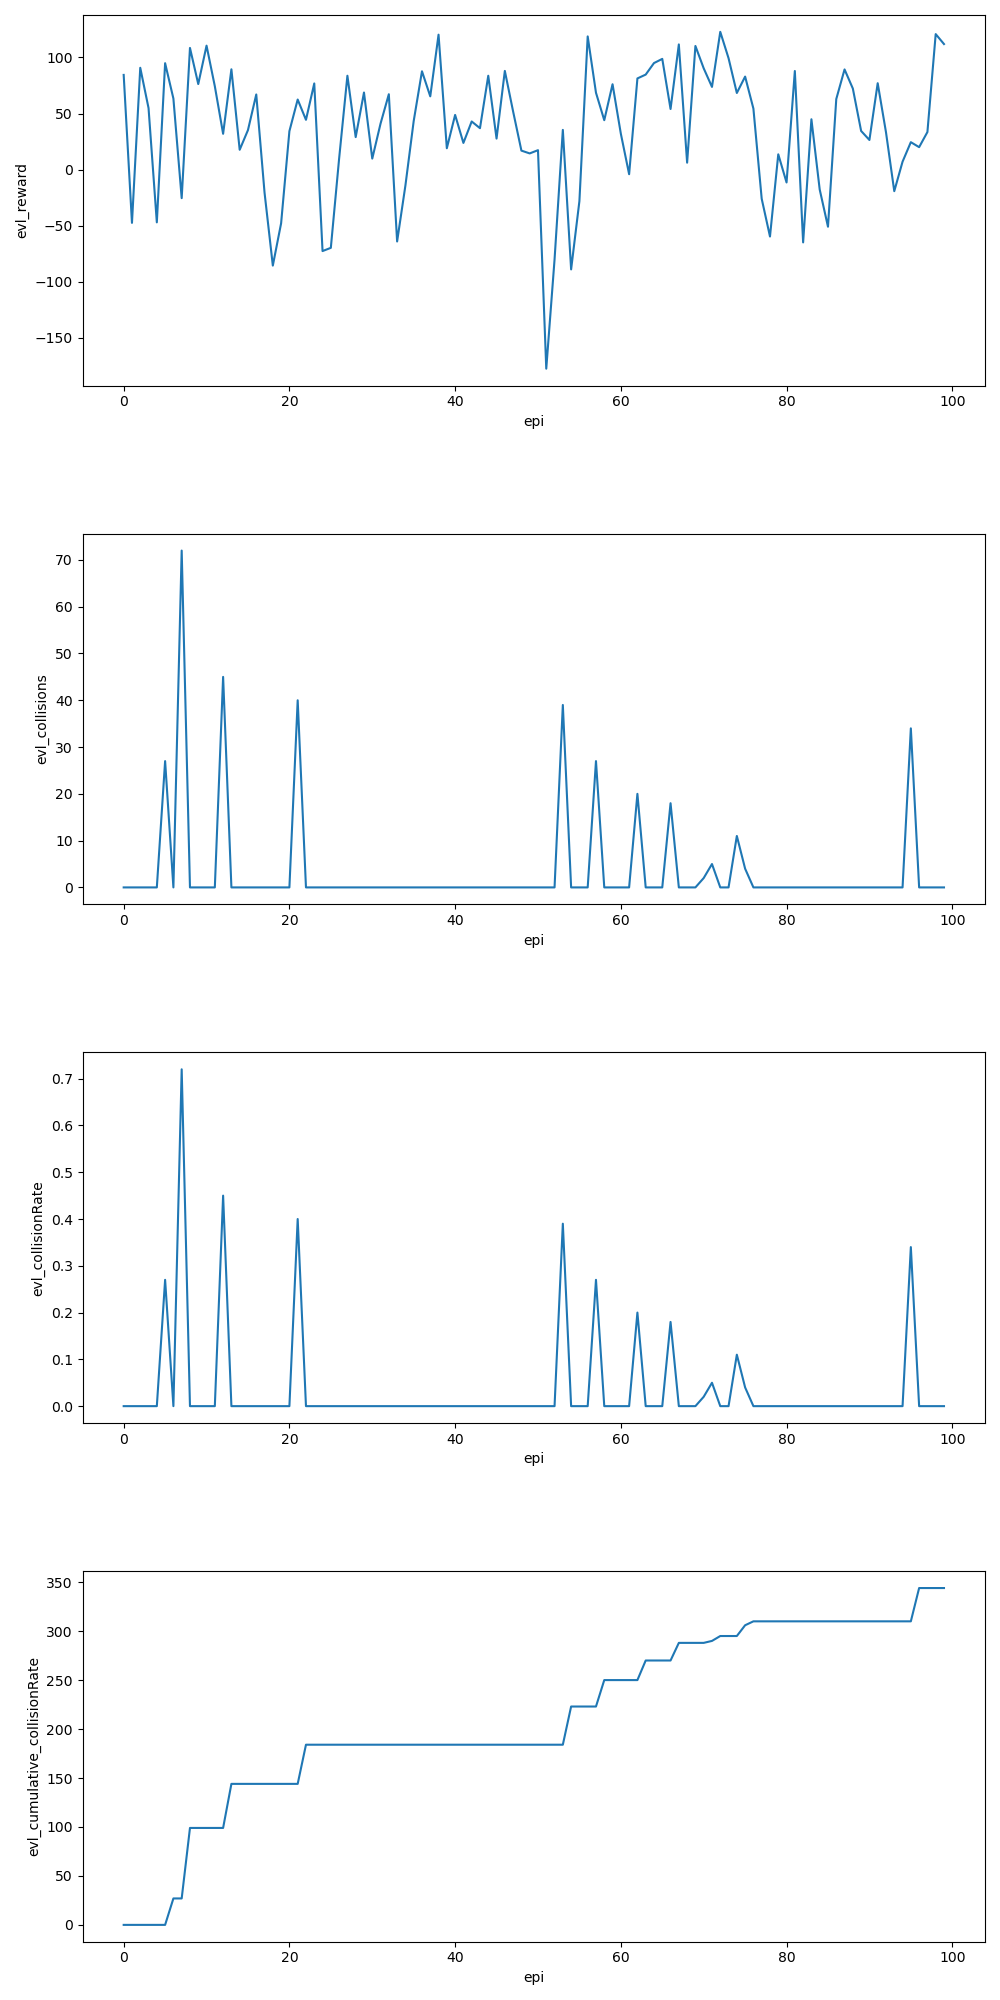 100
50
0
−50
−100
−150
evl_reward
0 20 40 60 80 100
epi
70
60
50
40
30
20
10
0
evl_collisions
0 20 40 60 80 100
epi
0.7
0.6
0.5
0.4
0.3
0.2
0.1
0.0
evl_collisionRate
0 20 40 60 80 100
epi
350
300
250
200
150
100
50
0
evl_cumulative_collisionRate
0 20 40 60 80 100
epi